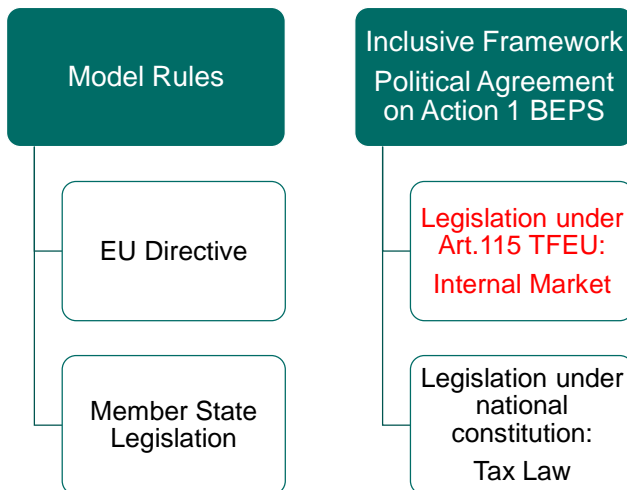 Model Rules
EU Directive
Member State
Legislation
Inclusive Framework
Political Agreement
on Action 1 BEPS
Legislation under
Art.115 TFEU:
Internal Market
Legislation under
national
constitution:
Tax Law